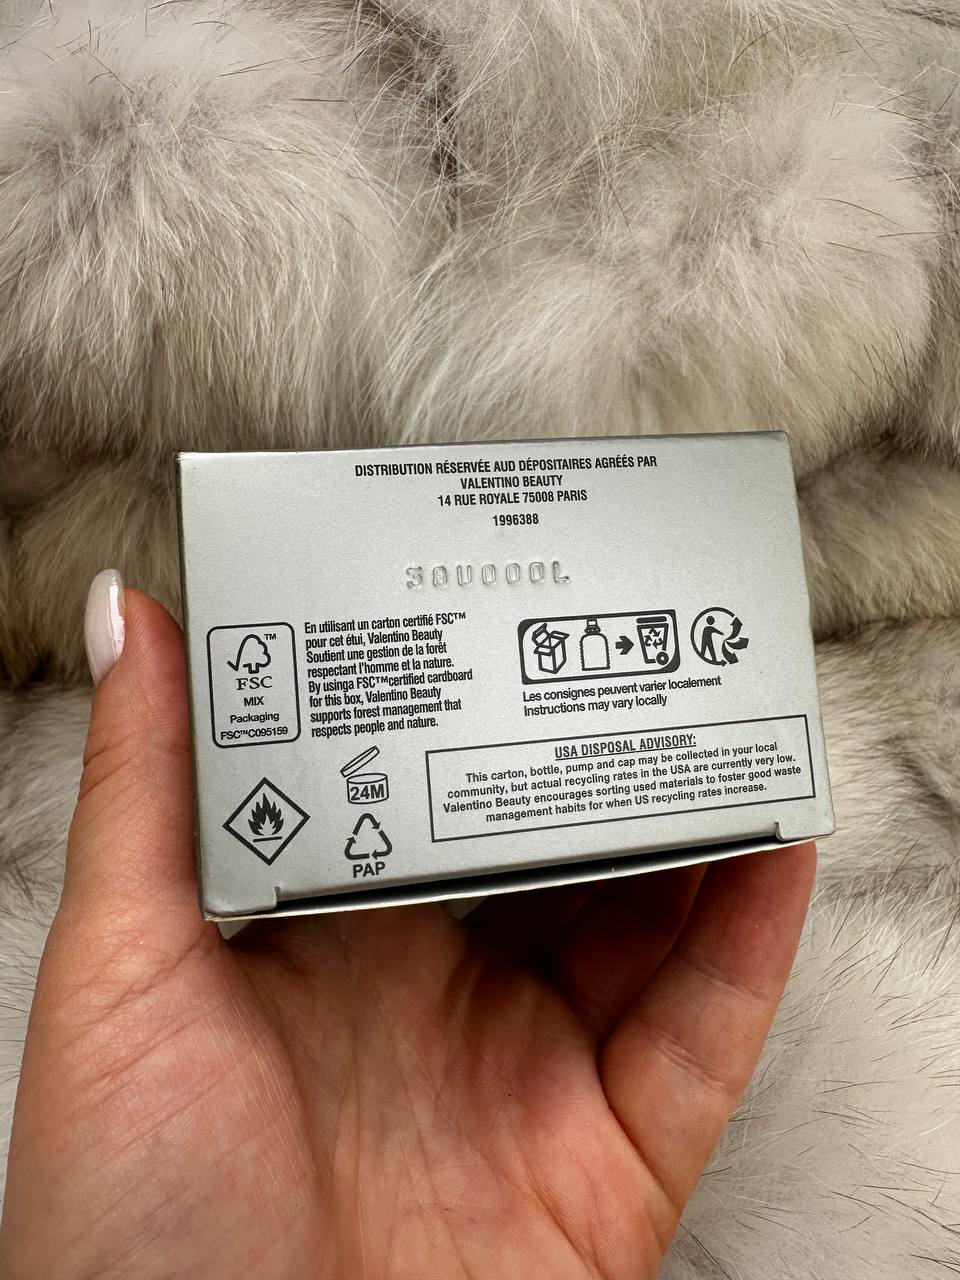 DISTRIBUTION RÉSERVÉE AUD DÉPOSITAIRES AGRÉÉS PAR
VALENTINO BEAUTY
14 RUE ROYALE 75008 PARIS
1996388
38U000L
TM
FSC
MIX
Packaging
FSC™C095159
En utilisant un carton certifié FSC™
pour cet étui, Valentino Beauty
Soutient une gestion de la forêt
respectant l'homme et la nature.
By usinga FSC™certified cardboard
for this box, Valentino Beauty
supports forest management that
respects people and nature.
Les consignes peuvent varier localement
Instructions may vary locally
24M
PAP
USA DISPOSAL ADVISORY:
This carton, bottle, pump and cap may be collected in your local
community, but actual recycling rates in the USA are currently very low.
Valentino Beauty encourages sorting used materials to foster good waste
management habits for when US recycling rates increase.